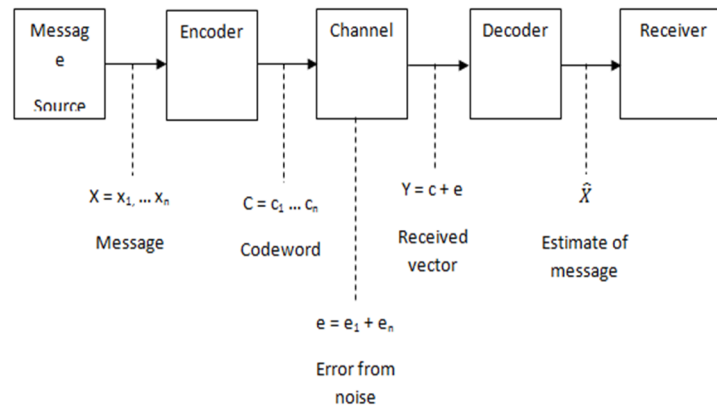 Messag
e
Source
Encoder
Channel
Decoder
Receiver
X = x₁, ... xₙ
Message
C = c₁ ... cₙ
Codeword
Y = c + e
Received
vector
X̂
Estimate of
message
e = e₁ + eₙ
Error from
noise